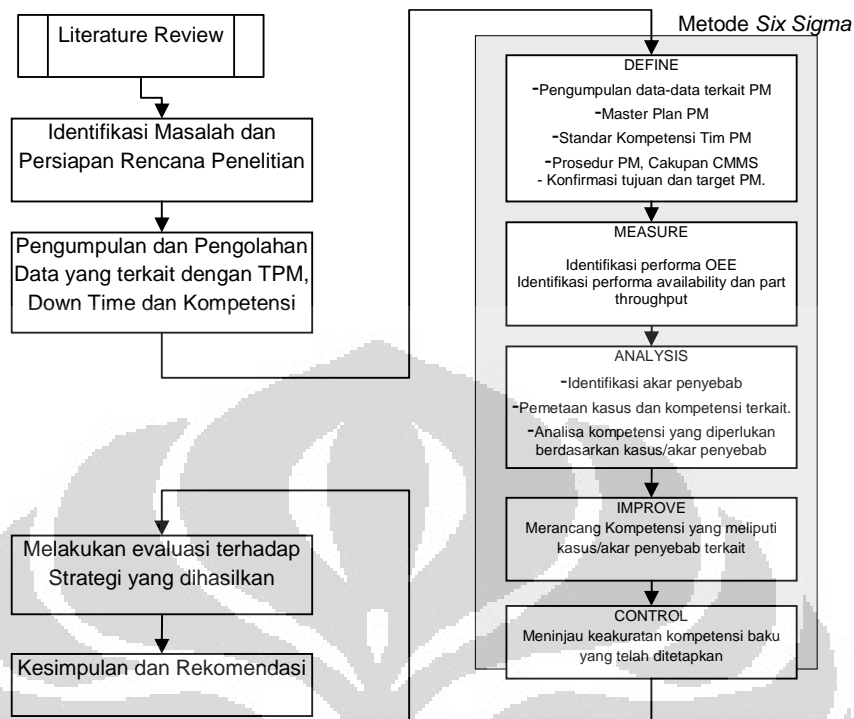 Literature Review
Identifikasi Masalah dan
Persiapan Rencana Penelitian
Pengumpulan dan Pengolahan
Data yang terkait dengan TPM,
Down Time dan Kompetensi
Metode Six Sigma
DEFINE
-Pengumpulan data-data terkait PM
-Master Plan PM
-Standar Kompetensi Tim PM
-Prosedur PM, Cakupan CMMS
- Konfirmasi tujuan dan target PM.
MEASURE
Identifikasi performa OEE
Identifikasi performa availability dan part
throughput
ANALYSIS
-Identifikasi akar penyebab
-Pemetaan kasus dan kompetensi terkait.
-Analisa kompetensi yang diperlukan
berdasarkan kasus/akar penyebab
IMPROVE
Merancang Kompetensi yang meliputi
kasus/akar penyebab terkait
CONTROL
Meninjau keakuratan kompetensi baku
yang telah ditetapkan
Melakukan evaluasi terhadap
Strategi yang dihasilkan
Kesimpulan dan Rekomendasi